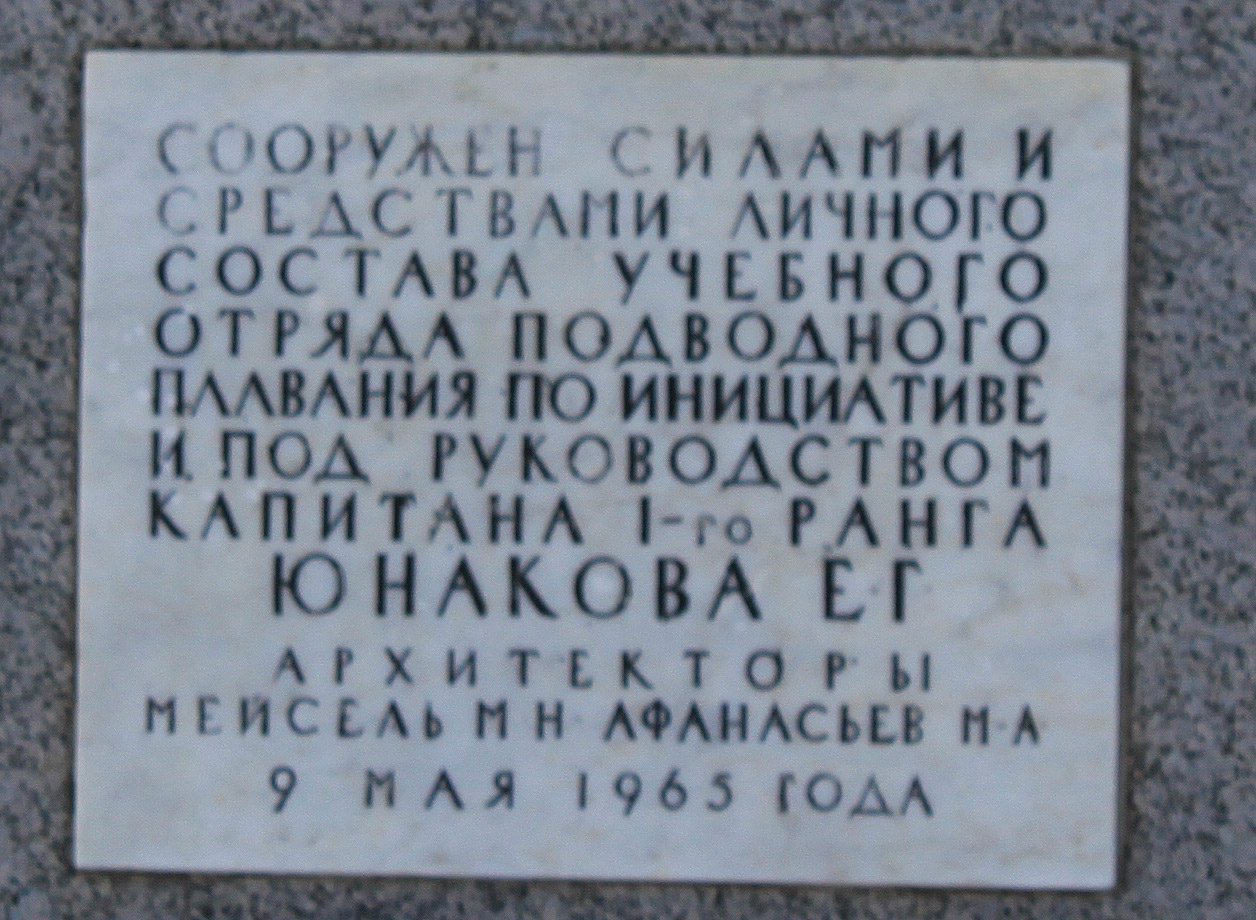 СООРУЖЕН СИЛАМИ И
СРЕДСТВАМИ ЛИЧНОГО
СОСТАВА УЧЕБНОГО
ОТРЯДА ПОДВОДНОГО
ПЛАВАНИЯ ПО ИНИЦИАТИВЕ
И ПОД РУКОВОДСТВОМ
КАПИТАНА 1-го РАНГА
ЮНАКОВА Е·Г
АРХИТЕКТОРЫ
МЕЙСЕЛЬ М Н АФАНАСЬЕВ М·А
9 МАЯ 1965 ГОДА